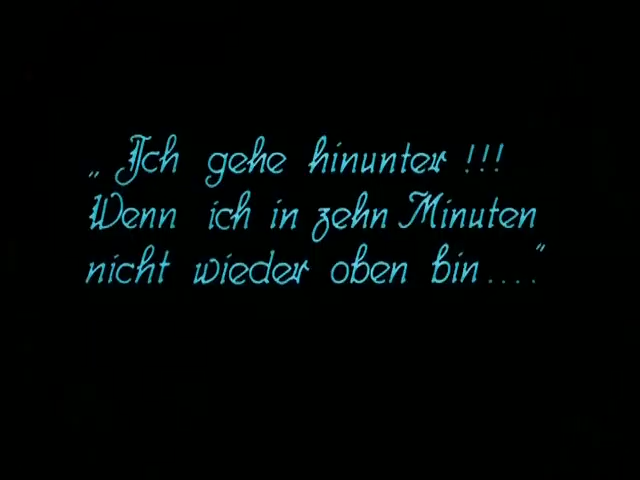 „Ich gehe hinunter!!!
Wenn ich in zehn Minuten
nicht wieder oben bin....“